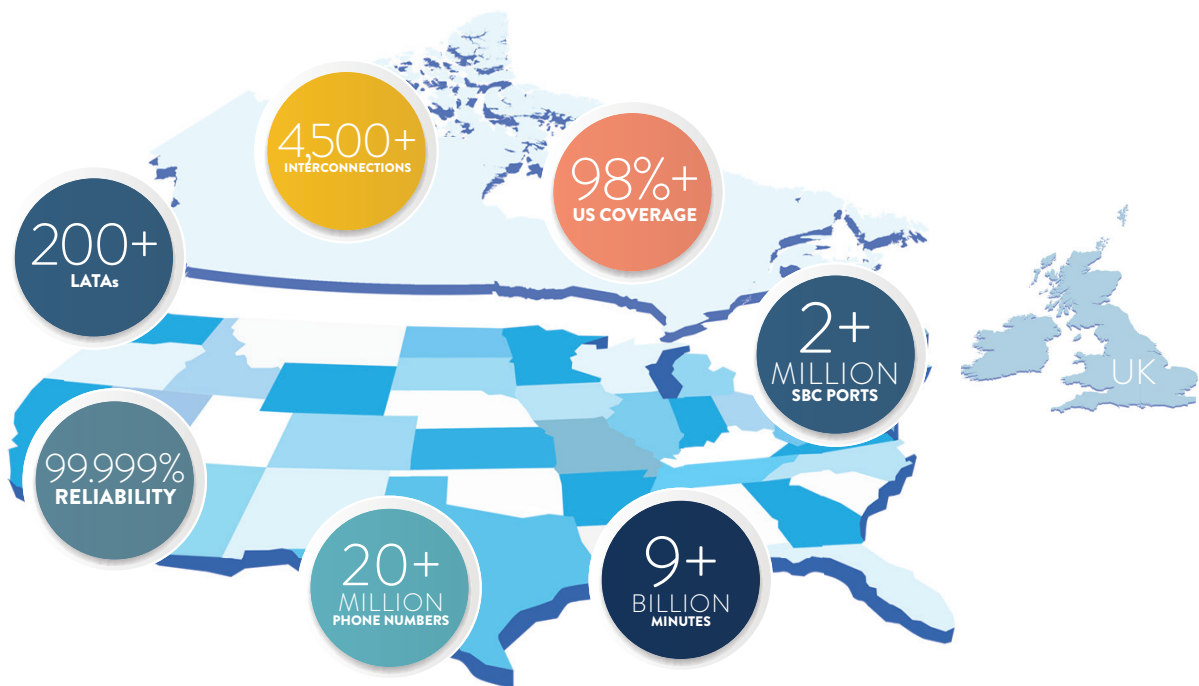 4,500+
INTERCONNECTIONS
98%+
US COVERAGE
200+
LATAs
2+
MILLION
SBC PORTS
UK
99.999%
RELIABILITY
20+
MILLION
PHONE NUMBERS
9+
BILLION
MINUTES